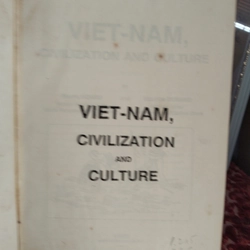 VIET-NAM,
CIVILIZATION
AND
CULTURE